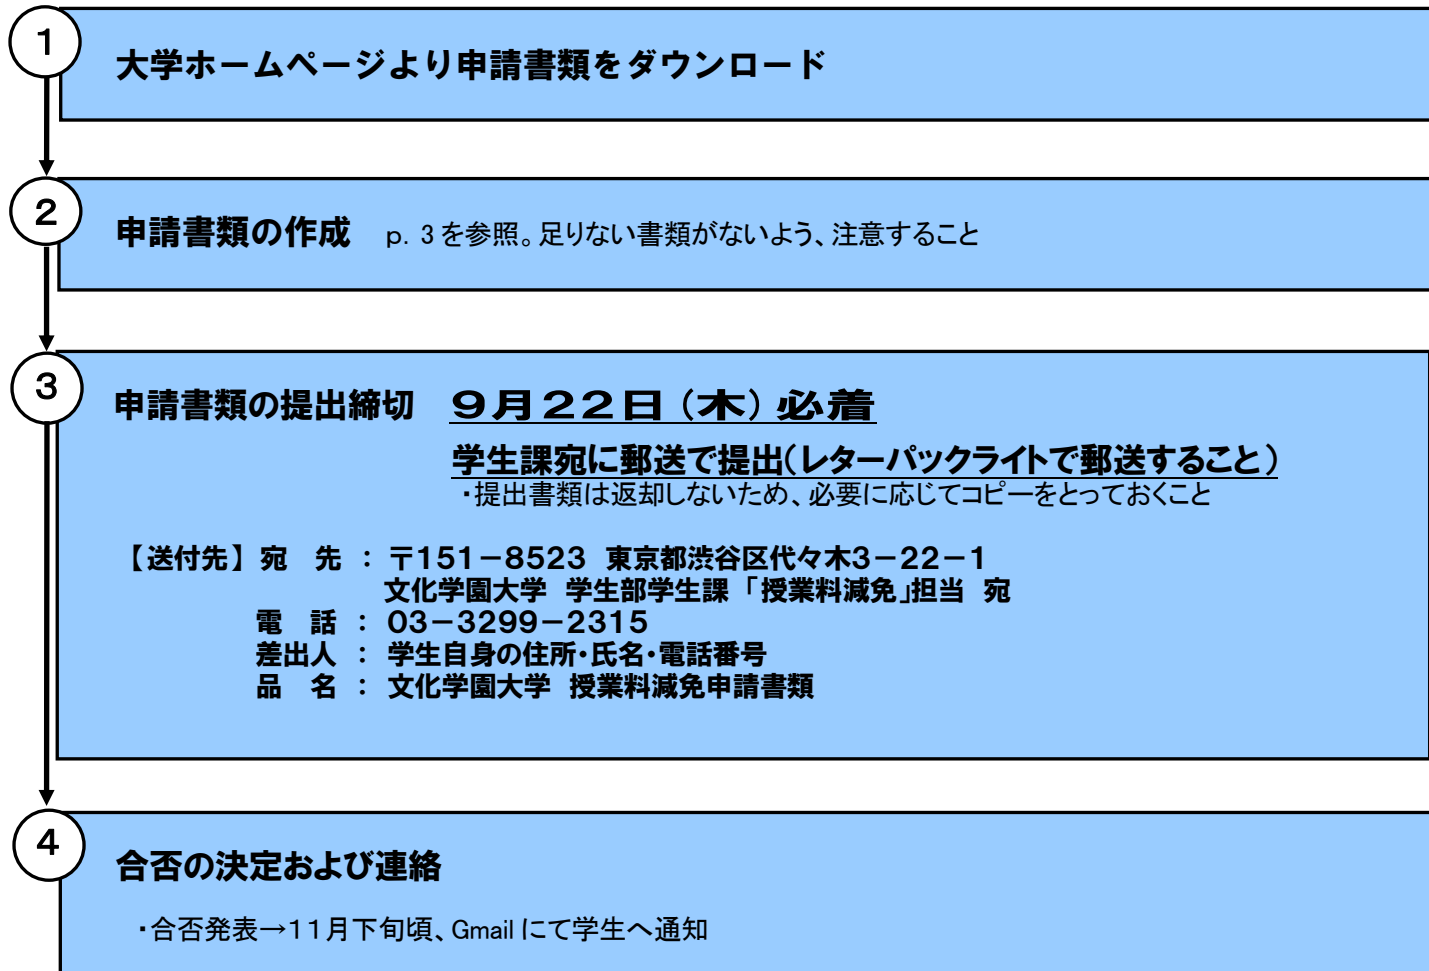 1
大学ホームページより申請書類をダウンロード
2
申請書類の作成　p. 3を参照。足りない書類がないよう、注意すること
3
申請書類の提出締切　９月２２日（木）必着
学生課宛に郵送で提出（レターパックライトで郵送すること）
・提出書類は返却しないため、必要に応じてコピーをとっておくこと
【送付先】宛　先　：　〒151－8523　東京都渋谷区代々木3－22－1
文化学園大学　学生部学生課　「授業料減免」担当　宛
電　話　：　03－3299－2315
差出人　：　学生自身の住所・氏名・電話番号
品　名　：　文化学園大学　授業料減免申請書類
4
合否の決定および連絡
・合否発表→１１月下旬頃、Gmailにて学生へ通知